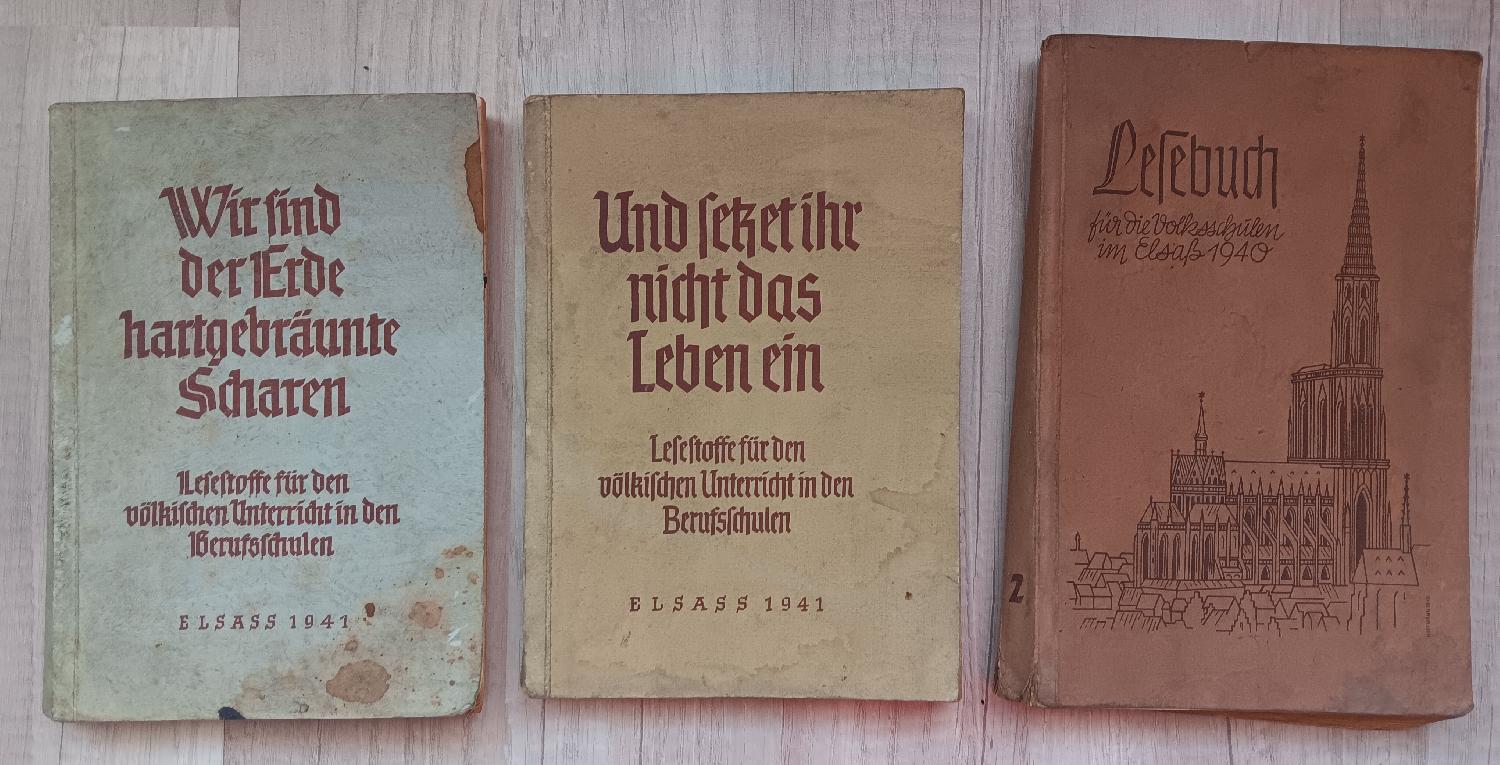 Wir sind
der Erde
hartgebräunte
Scharen
Lesestoffe für den
völkischen Unterricht in den
Berufsschulen
ELSASS 1941
Und setzet ihr
nicht das
Leben ein
Lesestoffe für den
völkischen Unterricht in den
Berufsschulen
ELSASS 1941
Lesebuch
für die Volksschulen
im Elsaß 1940
2